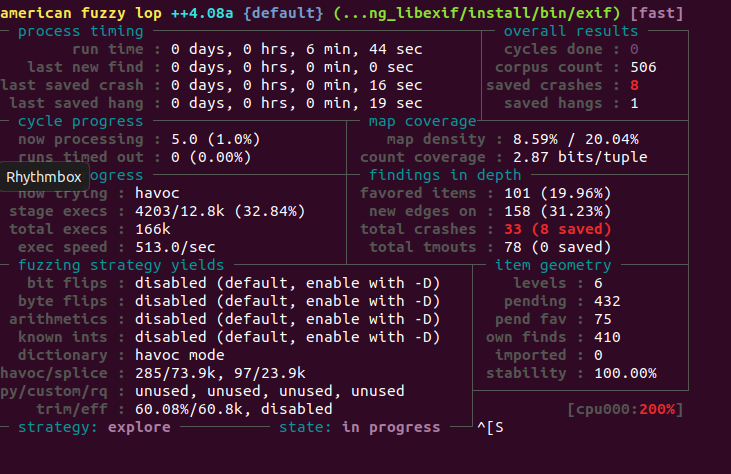 american fuzzy lop ++4.08a {default} (...ng_libexif/install/bin/exif) [fast]
process timing
overall results
run time : 0 days, 0 hrs, 6 min, 44 sec
cycles done : 0
last new find : 0 days, 0 hrs, 0 min, 0 sec
corpus count : 506
last saved crash : 0 days, 0 hrs, 0 min, 16 sec
saved crashes : 8
last saved hang : 0 days, 0 hrs, 0 min, 19 sec
saved hangs : 1
cycle progress
map coverage
now processing : 5.0 (1.0%)
map density : 8.59% / 20.04%
runs timed out : 0 (0.00%)
count coverage : 2.87 bits/tuple
Rhythmbox
ogress
findings in depth
now trying : havoc
favored items : 101 (19.96%)
stage execs : 4203/12.8k (32.84%)
new edges on : 158 (31.23%)
total execs : 166k
total crashes : 33 (8 saved)
exec speed : 513.0/sec
total tmouts : 78 (0 saved)
fuzzing strategy yields
item geometry
bit flips : disabled (default, enable with -D)
levels : 6
byte flips : disabled (default, enable with -D)
pending : 432
arithmetics : disabled (default, enable with -D)
pend fav : 75
known ints : disabled (default, enable with -D)
own finds : 410
dictionary : havoc mode
imported : 0
havoc/splice : 285/73.9k, 97/23.9k
stability : 100.00%
py/custom/rq : unused, unused, unused, unused
trim/eff : 60.08%/60.8k, disabled
[cpu000:200%]
strategy: explore
state: in progress
^[S